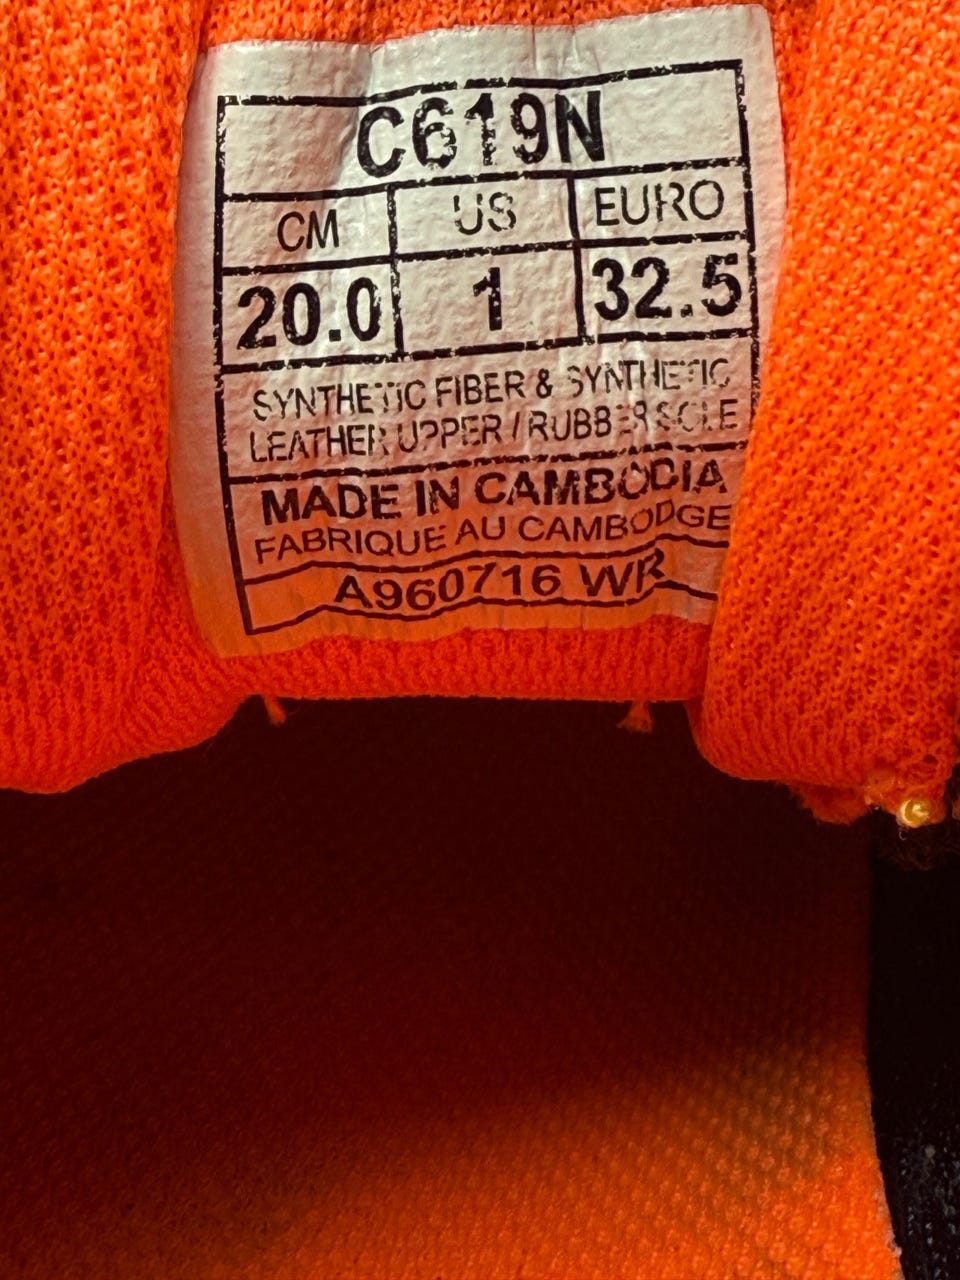 C619N
CM US EURO
20.0 1 32.5
SYNTHETIC FIBER & SYNTHETIC
LEATHER UPPER / RUBBER SOLE
MADE IN CAMBODIA
FABRIQUE AU CAMBODGE
A960716 WR